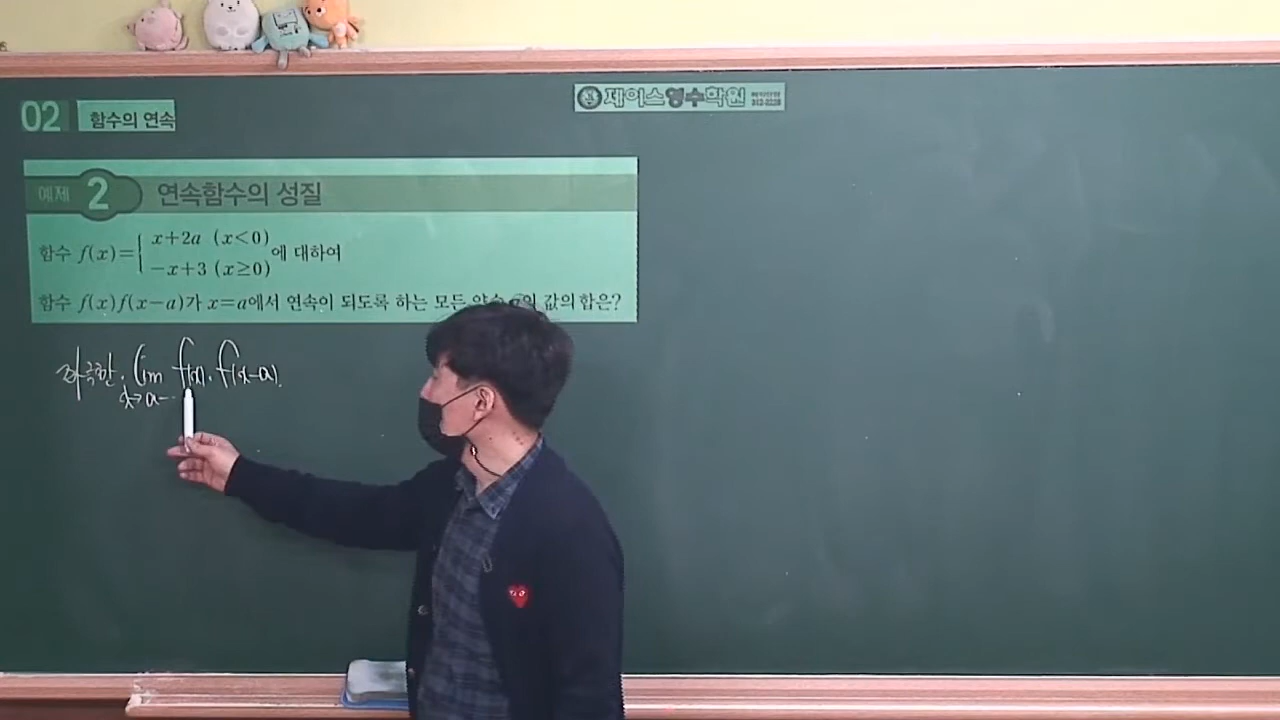 02 함수의 연속
제이스영수학원
예제 2 연속함수의 성질
함수 f(x)={ x+2a (x<0)
-x+3 (x≥0) 에 대하여
함수 f(x)f(x-a)가 x=a에서 연속이 되도록 하는 모든 값의 합은?
좌극한. lim f(x). f(x-a).
x→a-